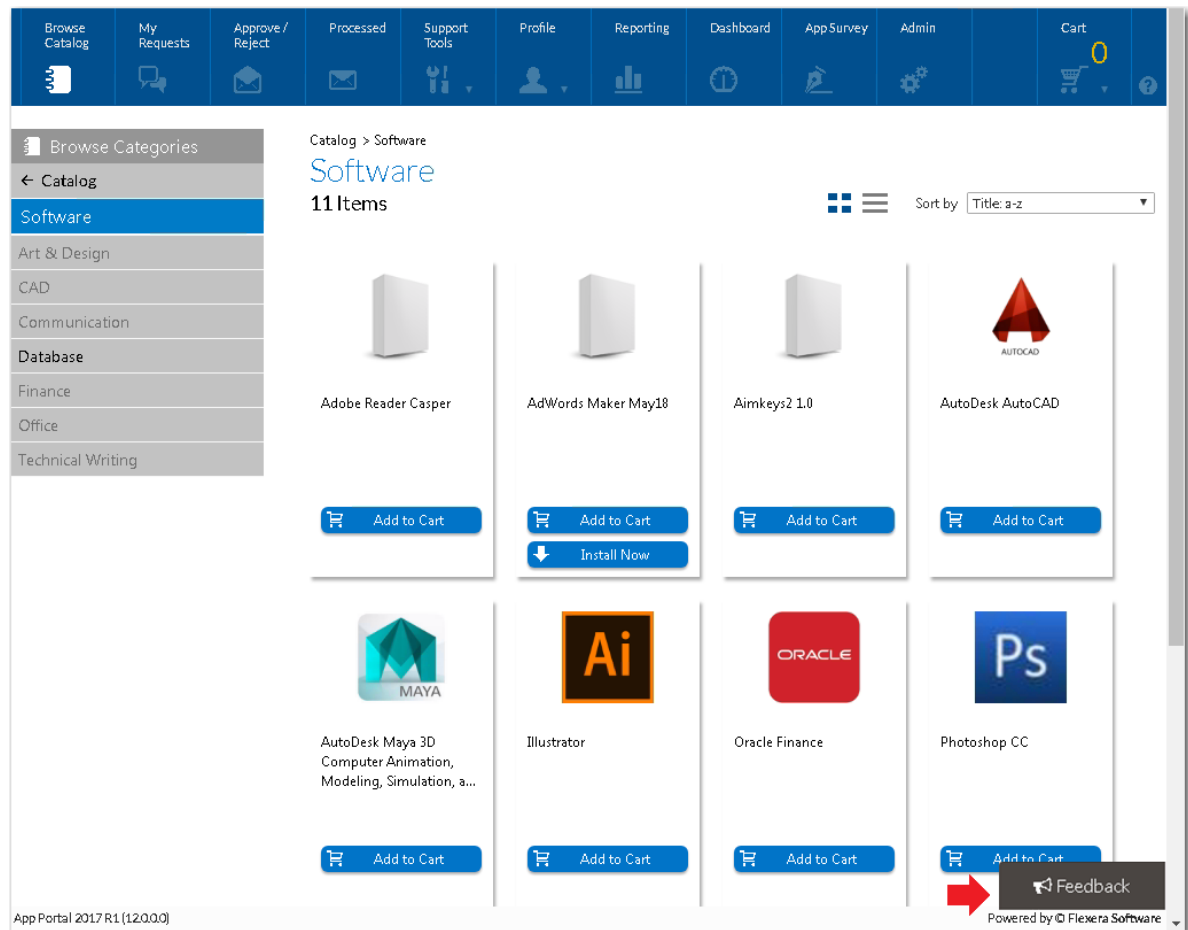 Browse
Catalog
My
Requests
Approve /
Reject
Processed
Support
Tools
Profile
Reporting
Dashboard
App Survey
Admin
Cart
0
?
Browse Categories
← Catalog
Software
Art & Design
CAD
Communication
Database
Finance
Office
Technical Writing
Catalog > Software
Software
11 Items
Sort by Title: a-z
AUTOCAD
Adobe Reader Casper
AdWords Maker May18
Aimkeys2 1.0
AutoDesk AutoCAD
Add to Cart
Add to Cart
Add to Cart
Add to Cart
Install Now
MAYA
Ai
ORACLE
Ps
AutoDesk Maya 3D
Computer Animation,
Modeling, Simulation, a...
Illustrator
Oracle Finance
Photoshop CC
Add to Cart
Add to Cart
Add to Cart
Add to Cart
Feedback
App Portal 2017 R1 (12.0.0.0)
Powered by © Flexera Software